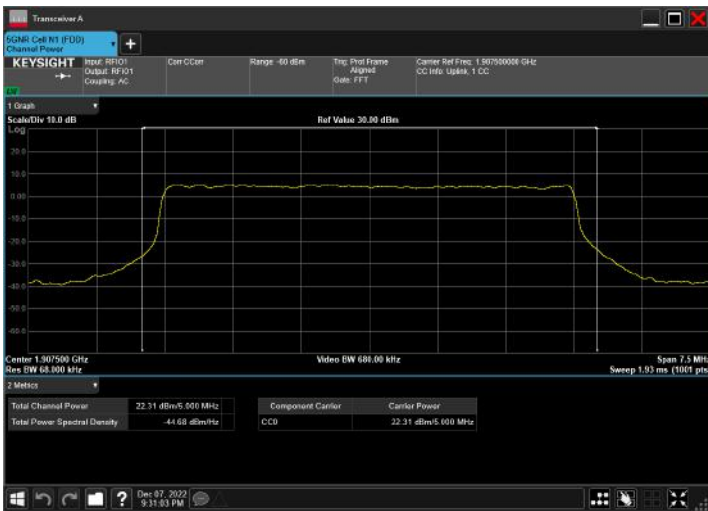 Transceiver A
5GNR Cell N1 (FDD)
Channel Power
+
KEYSIGHT Input: RFIO1 Corr CCorr Range: -60 dBm Trig: Prot Frame Carrier Ref Freq: 1.907500000 GHz
Output: RFIO1 Aligned CC Info: Uplink, 1 CC
Coupling: AC Gate: FFT
1 Graph
Scale/Div 10.0 dB Ref Value 30.00 dBm
Log
20.0
10.0
0.00
-10.0
-20.0
-30.0
-40.0
-50.0
-60.0
Center 1.907500 GHz Video BW 680.00 kHz Span 7.5 MHz
Res BW 68.000 kHz Sweep 1.93 ms (1001 pts
2 Metrics
Total Channel Power 22.31 dBm/5.000 MHz Component Carrier Carrier Power
Total Power Spectral Density -44.68 dBm/Hz CC0 22.31 dBm/5.000 MHz
? Dec 07, 2022
9:31:03 PM